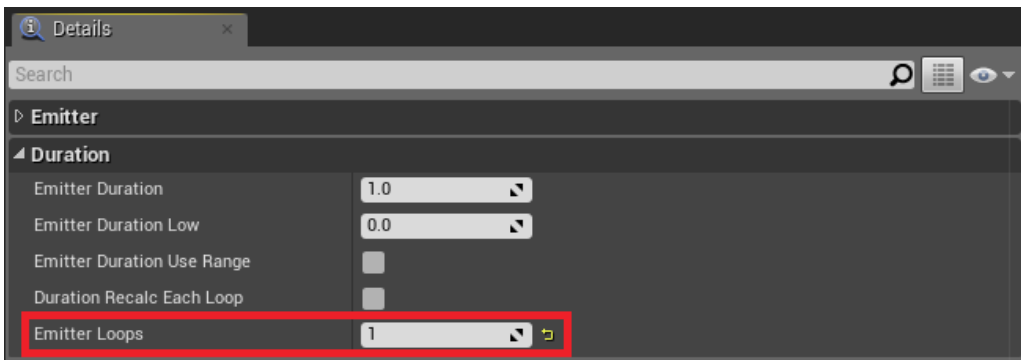 Details
Search
Emitter
Duration
Emitter Duration 1.0
Emitter Duration Low 0.0
Emitter Duration Use Range
Duration Recalc Each Loop
Emitter Loops 1